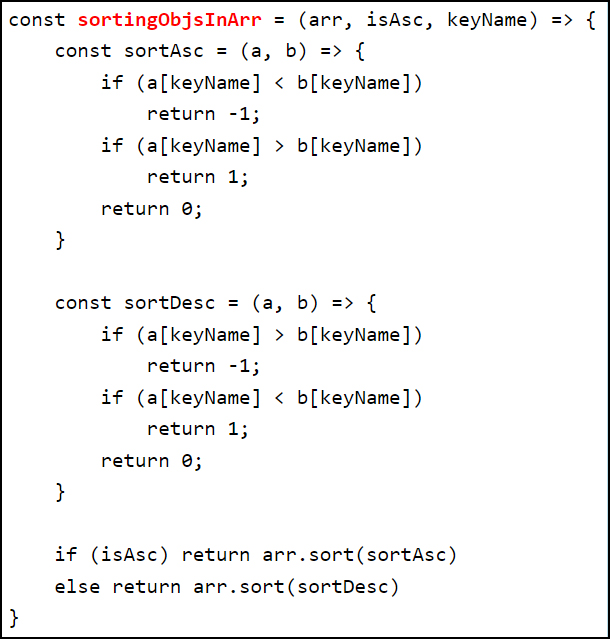 const sortingObjsInArr = (arr, isAsc, keyName) => {
    const sortAsc = (a, b) => {
        if (a[keyName] < b[keyName])
            return -1;
        if (a[keyName] > b[keyName])
            return 1;
        return 0;
    }

    const sortDesc = (a, b) => {
        if (a[keyName] > b[keyName])
            return -1;
        if (a[keyName] < b[keyName])
            return 1;
        return 0;
    }

    if (isAsc) return arr.sort(sortAsc)
    else return arr.sort(sortDesc)
}